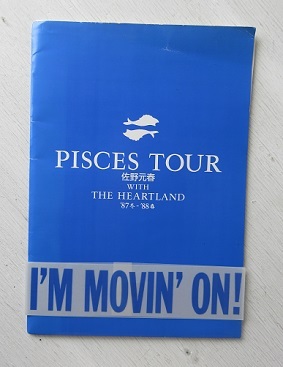 PISCES TOUR
佐野元春
WITH
THE HEARTLAND
'87冬-'88春
I'M MOVIN' ON!